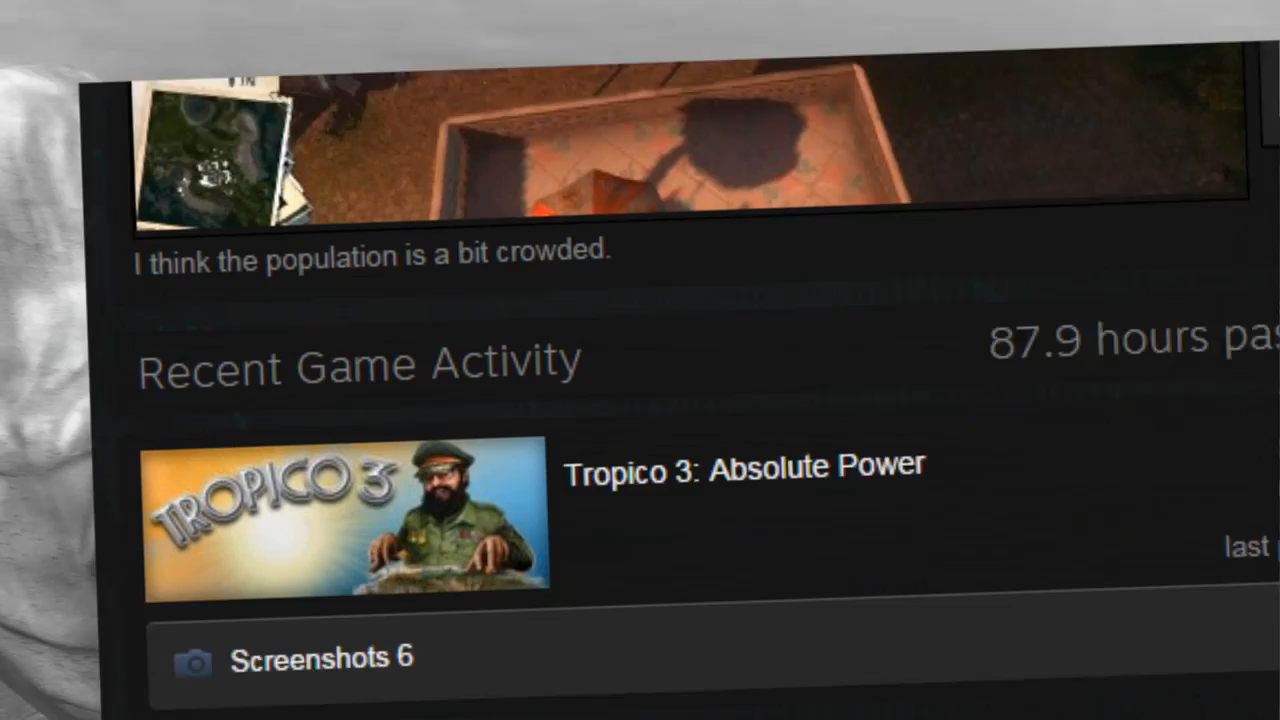 I think the population is a bit crowded.
Recent Game Activity
87.9 hours pas
TROPICO 3
Tropico 3: Absolute Power
last
Screenshots 6